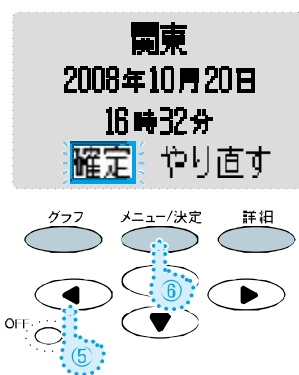 関東
2008年10月20日
16時32分
確定 やり直す
グラフ メニュー/決定 詳細
⑥
OFF
⑤